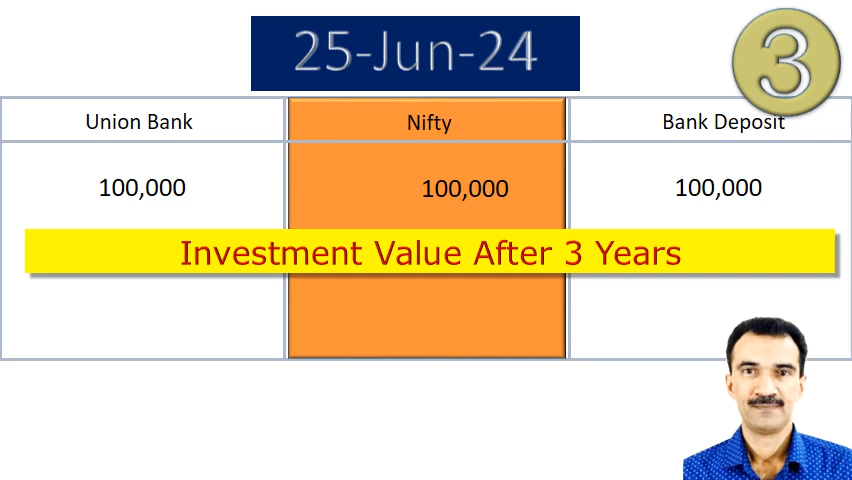 25-Jun-24
3
Union Bank
Nifty
Bank Deposit
100,000
100,000
100,000
Investment Value After 3 Years